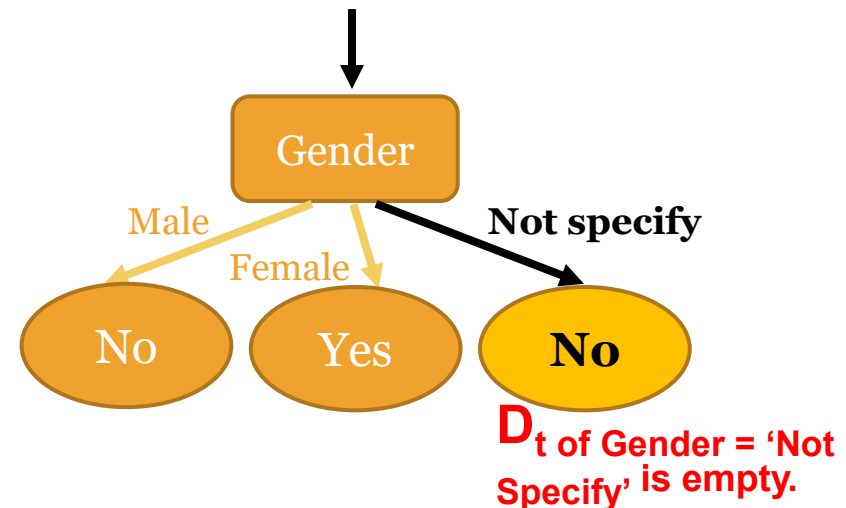 Gender
Male
Not specify
Female
No
Yes
No
Dt of Gender = ‘Not
Specify’ is empty.